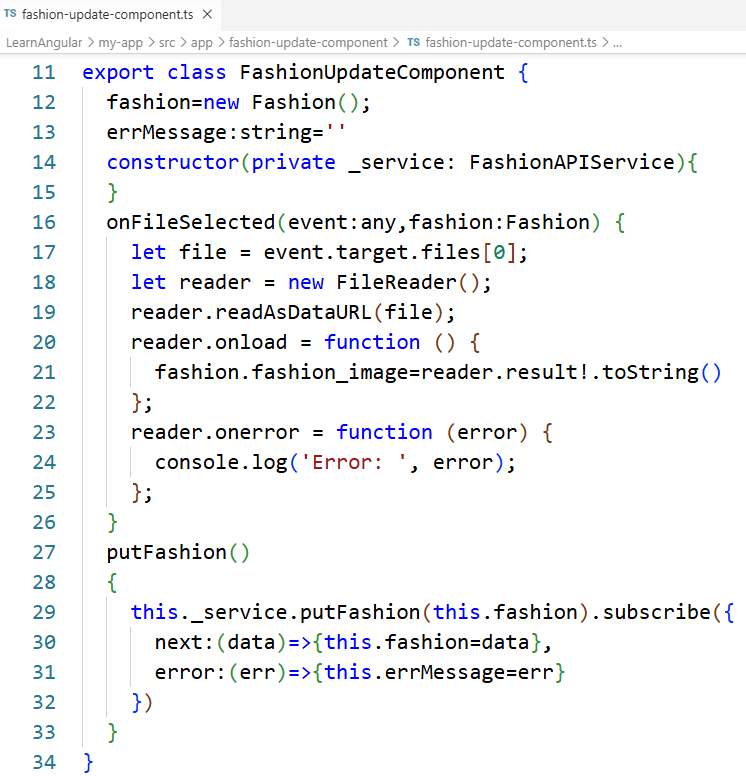 TS fashion-update-component.ts ×
LearnAngular > my-app > src > app > fashion-update-component > TS fashion-update-component.ts > ...
11 export class FashionUpdateComponent {
12   fashion=new Fashion();
13   errMessage:string=''
14   constructor(private _service: FashionAPIService){
15   }
16   onFileSelected(event:any,fashion:Fashion) {
17     let file = event.target.files[0];
18     let reader = new FileReader();
19     reader.readAsDataURL(file);
20     reader.onload = function () {
21       fashion.fashion_image=reader.result!.toString()
22     };
23     reader.onerror = function (error) {
24       console.log('Error: ', error);
25     };
26   }
27   putFashion()
28   {
29     this._service.putFashion(this.fashion).subscribe({
30       next:(data)=>{this.fashion=data},
31       error:(err)=>{this.errMessage=err}
32     })
33   }
34 }